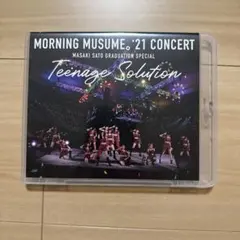 MORNING MUSUME。'21 CONCERT
MASAKI SATO GRADUATION SPECIAL
Teenage Solution